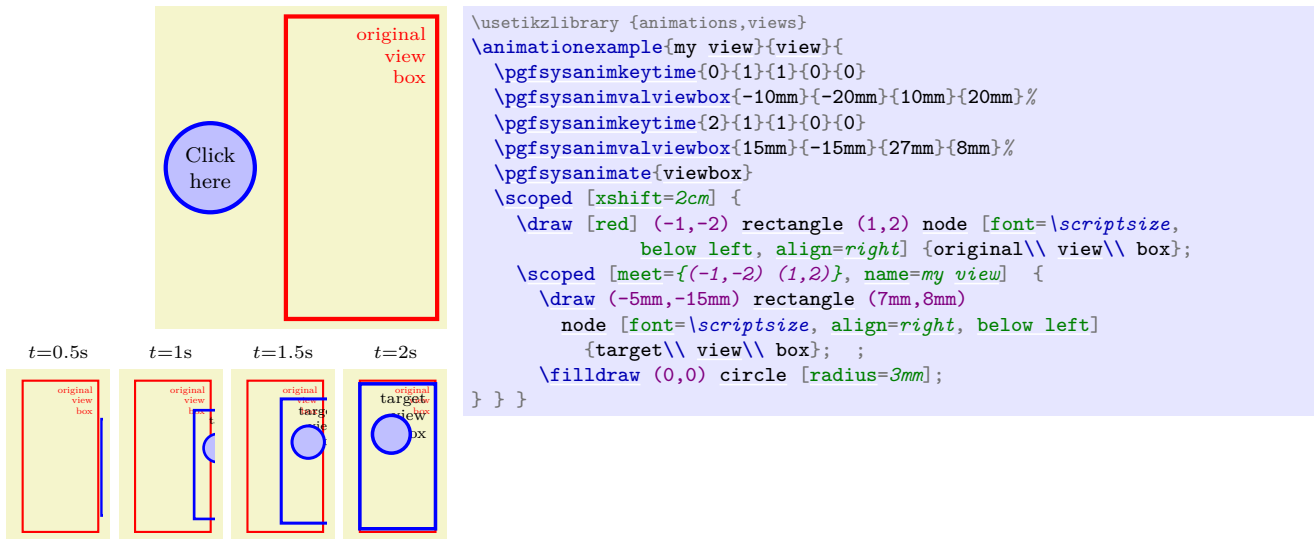 original
view
box
Click
here
t=0.5s
t=1s
t=1.5s
t=2s
original
view
box
original
view
box
t
original
view
box
targ
vie
original
view
box
target
view
box
\usetikzlibrary {animations,views}
\animationexample{my view}{view}{
\pgfsysanimkeytime{0}{1}{1}{0}{0}
\pgfsysanimvalviewbox{-10mm}{-20mm}{10mm}{20mm}%
\pgfsysanimkeytime{2}{1}{1}{0}{0}
\pgfsysanimvalviewbox{15mm}{-15mm}{27mm}{8mm}%
\pgfsysanimate{viewbox}
\scoped [xshift=2cm] {
\draw [red] (-1,-2) rectangle (1,2) node [font=\scriptsize,
below left, align=right] {original\\ view\\ box};
\scoped [meet={(-1,-2) (1,2)}, name=my view] {
\draw (-5mm,-15mm) rectangle (7mm,8mm)
node [font=\scriptsize, align=right, below left]
{target\\ view\\ box}; ;
\filldraw (0,0) circle [radius=3mm];
} } }